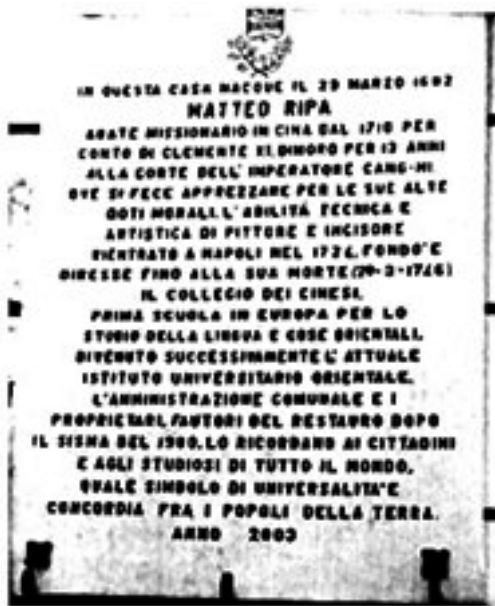 IN QUESTA CASA NACQUE IL 29 MARZO 1682
MATTEO RIPA
ABATE MISSIONARIO IN CINA DAL 1710 PER
CONTO DI CLEMENTE XI, DIMORO PER 13 ANNI
ALLA CORTE DELL'IMPERATORE CANG-HI
OVE SI FECE APPREZZARE PER LE SUE ALTE
DOTI MORALI, L'ABILITÀ TECNICA E
ARTISTICA DI PITTORE E INCISORE
RIENTRATO A NAPOLI NEL 1724, FONDO' E
DIRESSE FINO ALLA SUA MORTE (29-3-1746)
IL COLLEGIO DEI CINESI,
PRIMA SCUOLA IN EUROPA PER LO
STUDIO DELLA LINGUA E COSE ORIENTALI,
DIVENUTO SUCCESSIVAMENTE L'ATTUALE
ISTITUTO UNIVERSITARIO ORIENTALE.
L'AMMINISTRAZIONE COMUNALE E I
PROPRIETARI, FAUTORI DEL RESTAURO DOPO
IL SISMA DEL 1980, LO RICORDANO AI CITTADINI
E AGLI STUDIOSI DI TUTTO IL MONDO,
QUALE SIMBOLO DI UNIVERSALITA' E
CONCORDIA FRA I POPOLI DELLA TERRA.
ANNO 2003